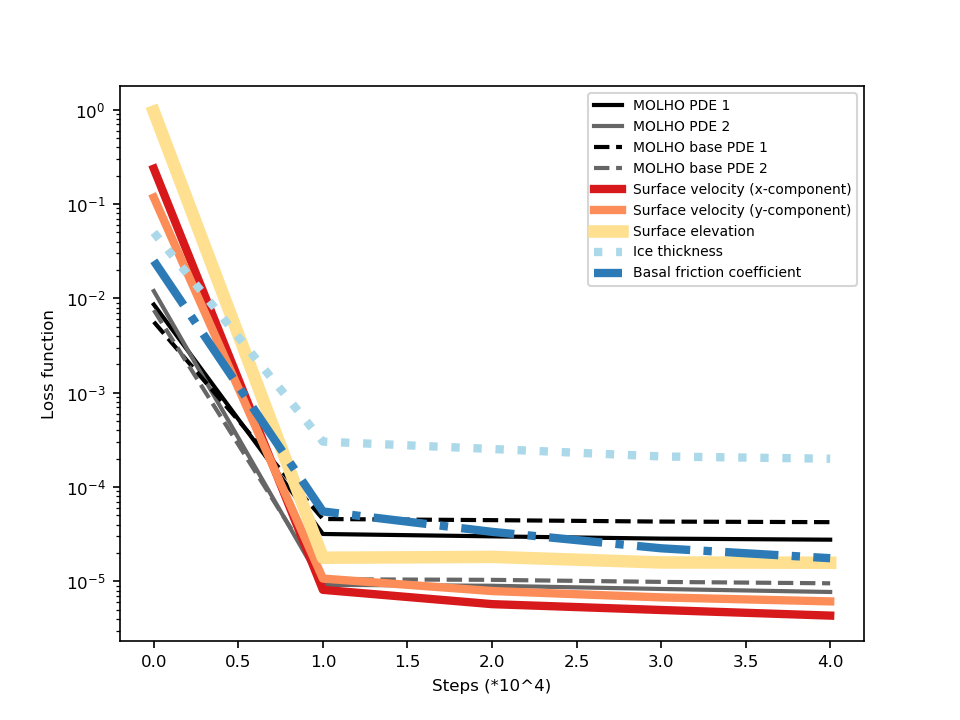 10⁰
10⁻¹
10⁻²
10⁻³
10⁻⁴
10⁻⁵
Loss function
MOLHO PDE 1
MOLHO PDE 2
MOLHO base PDE 1
MOLHO base PDE 2
Surface velocity (x-component)
Surface velocity (y-component)
Surface elevation
Ice thickness
Basal friction coefficient
0.0 0.5 1.0 1.5 2.0 2.5 3.0 3.5 4.0
Steps (*10^4)